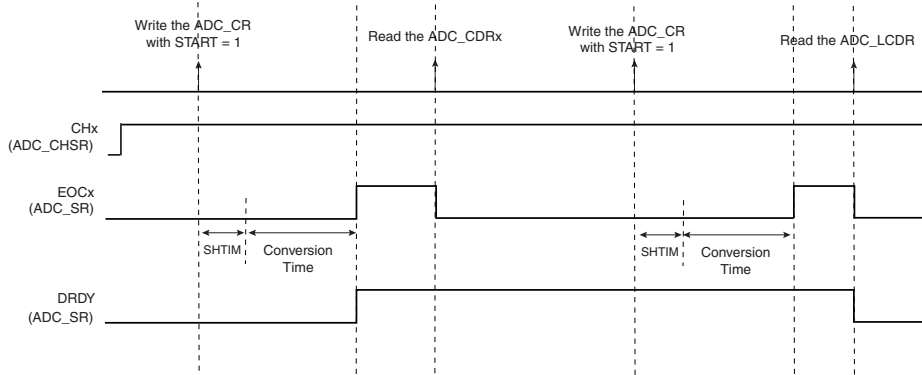 Write the ADC_CR
with START = 1
Read the ADC_CDRx
Write the ADC_CR
with START = 1
Read the ADC_LCDR
CHx
(ADC_CHSR)
EOCx
(ADC_SR)
SHTIM
Conversion
Time
SHTIM
Conversion
Time
DRDY
(ADC_SR)